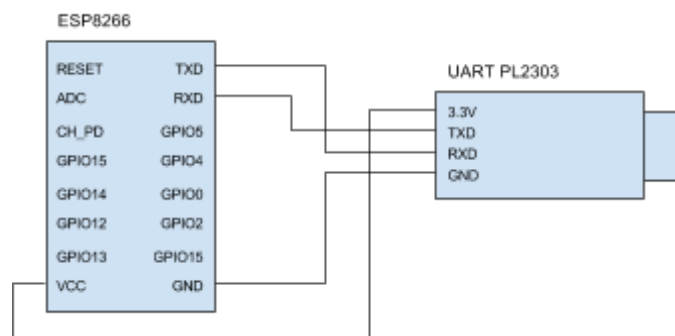 ESP8266
RESET TXD
ADC RXD
CH_PD GPIO5
GPIO15 GPIO4
GPIO14 GPIO0
GPIO12 GPIO2
GPIO13 GPIO15
VCC GND
UART PL2303
3.3V
TXD
RXD
GND